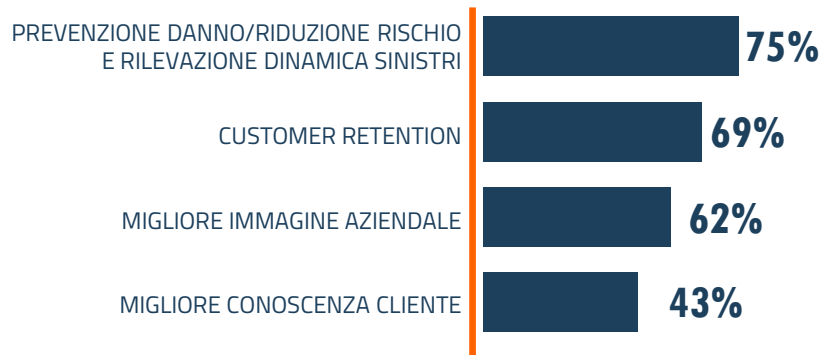 PREVENZIONE DANNO/RIDUZIONE RISCHIO
E RILEVAZIONE DINAMICA SINISTRI
75%
CUSTOMER RETENTION
69%
MIGLIORE IMMAGINE AZIENDALE
62%
MIGLIORE CONOSCENZA CLIENTE
43%